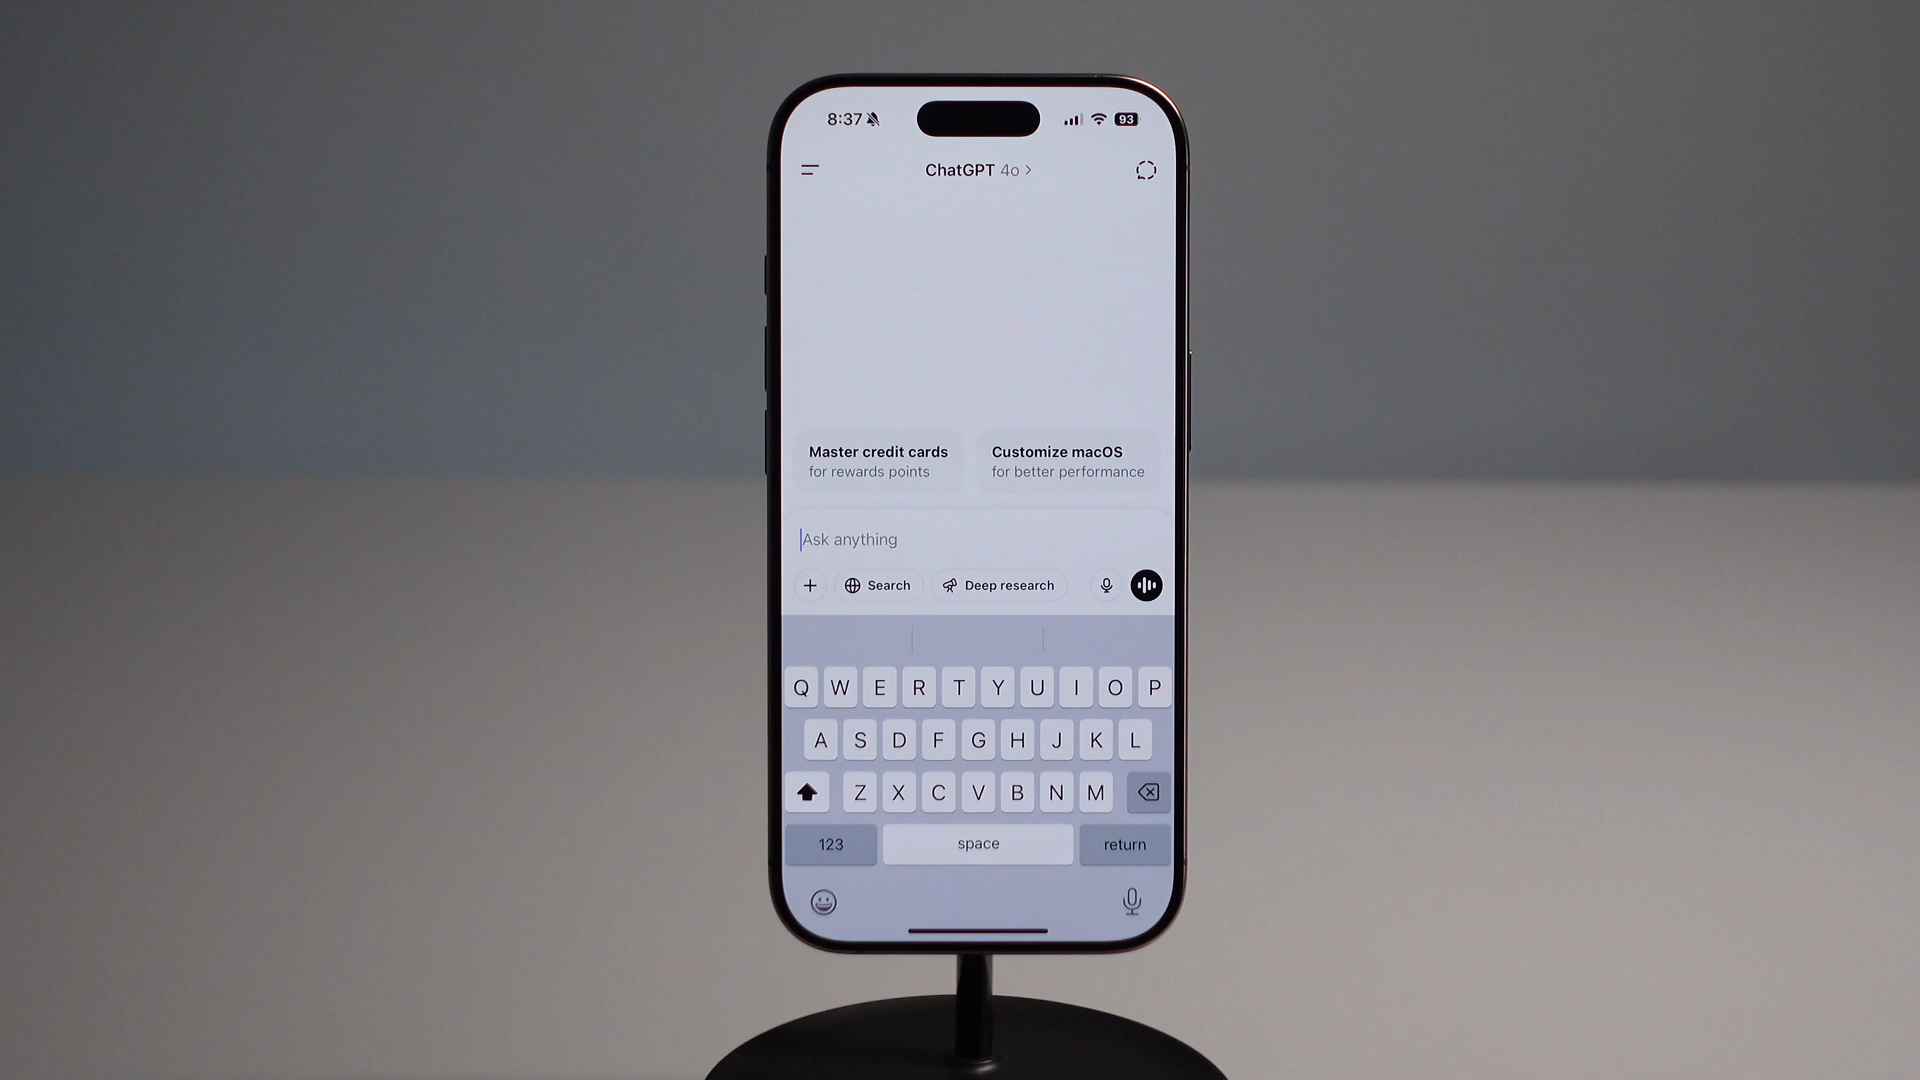 8:37 93
ChatGPT 4o
Master credit cards
for rewards points
Customize macOS
for better performance
Ask anything
Search Deep research
Q W E R T Y U I O P
A S D F G H J K L
Z X C V B N M
123 space return